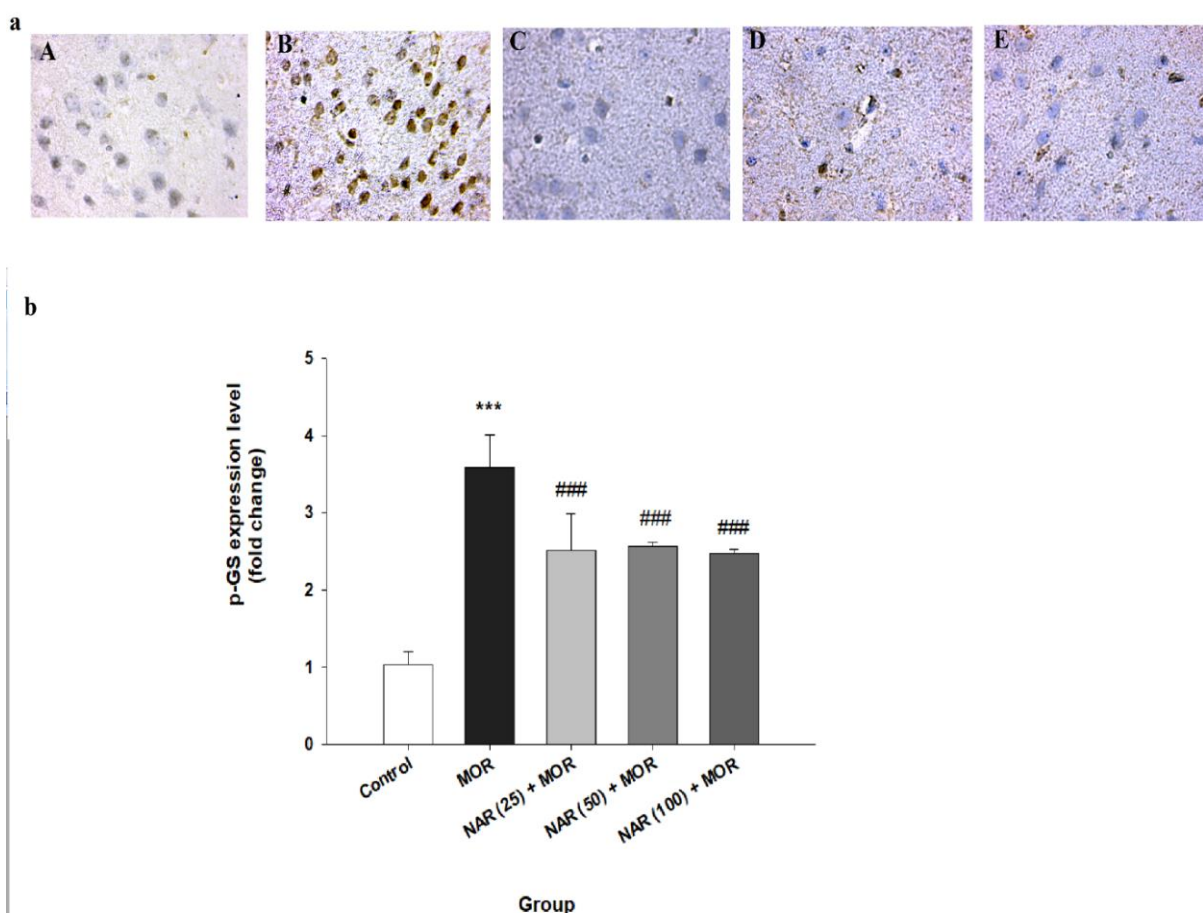 a
A B C D E
b
p-GS expression level
(fold change)
5
4
3
2
1
0
***
###
###
###
Control
MOR
NAR (25) + MOR
NAR (50) + MOR
NAR (100) + MOR
Group